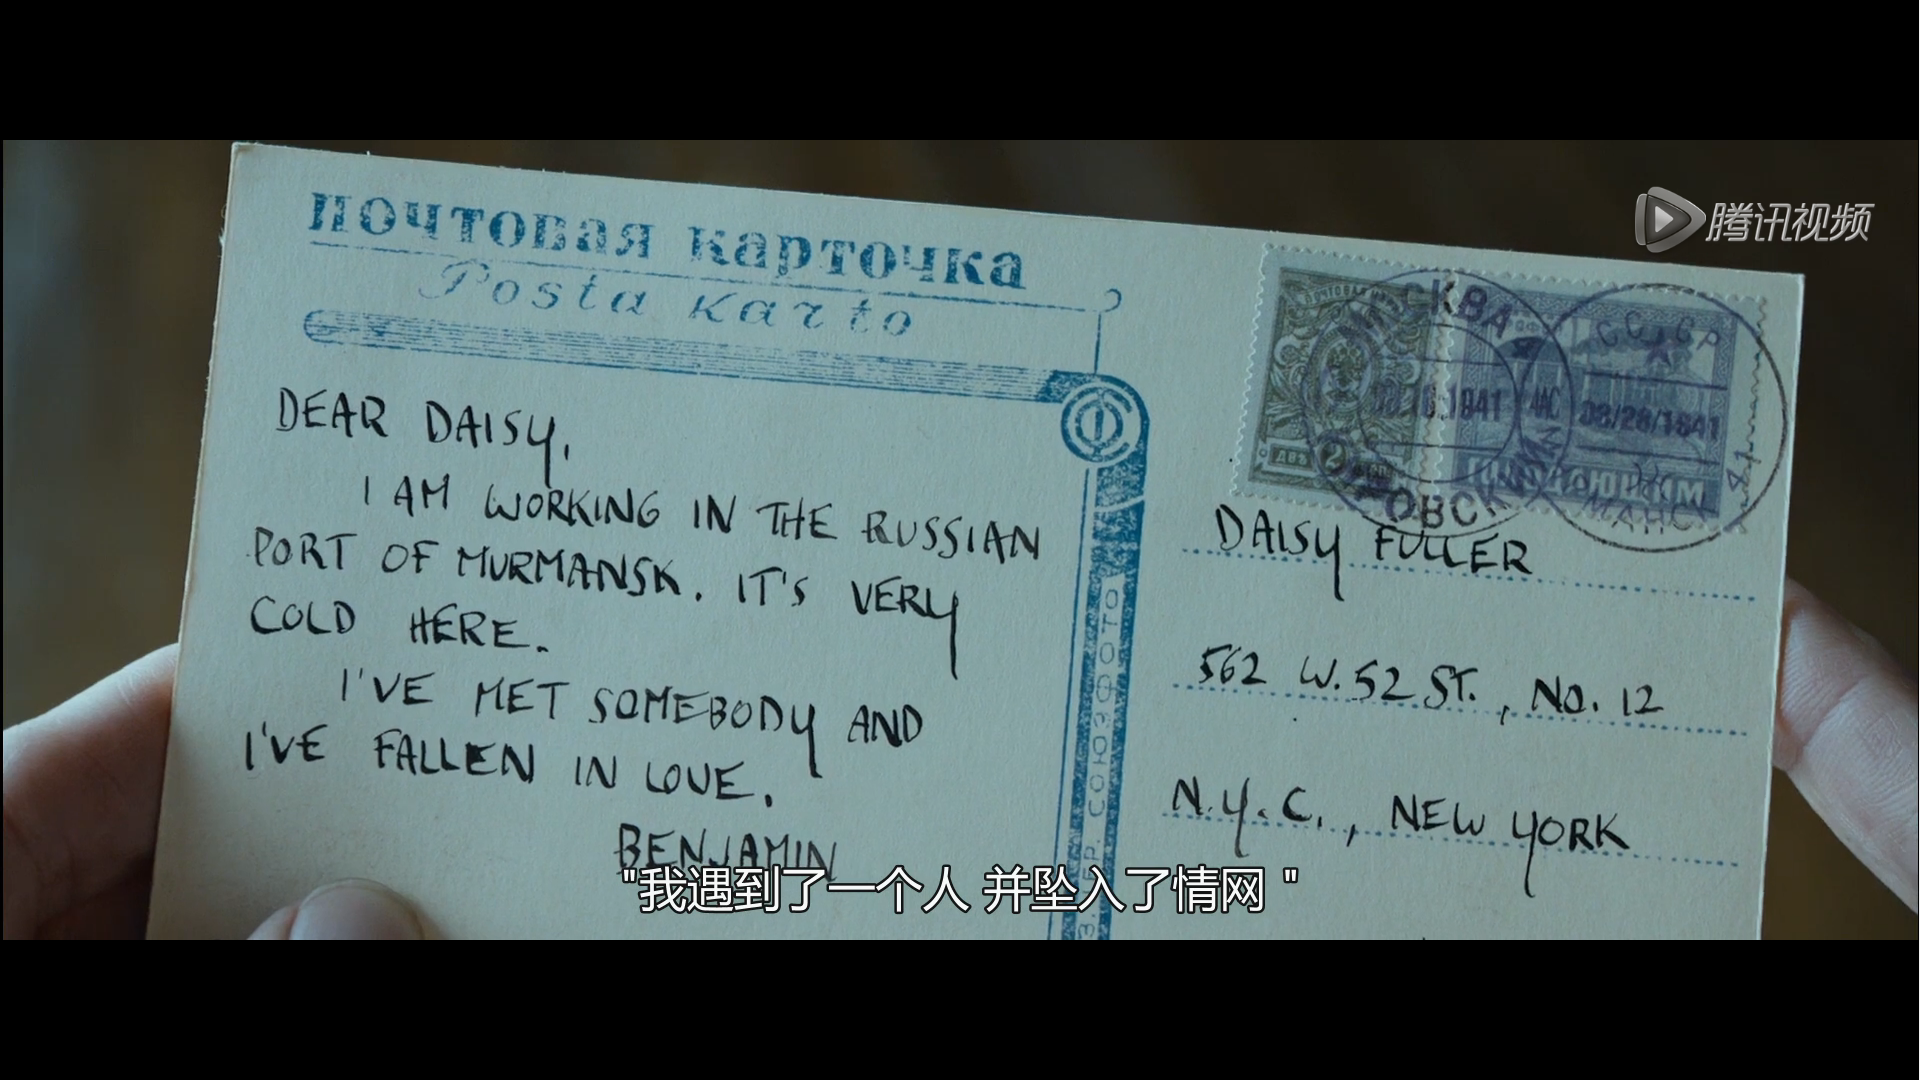 腾讯视频
почтовая карточка
Posta Karto
DEAR DAISY,
I AM WORKING IN THE RUSSIAN
PORT OF MURMANSK. IT'S VERY
COLD HERE.
I'VE MET SOMEBODY AND
I'VE FALLEN IN LOVE.
BENJAMIN
СОЮЗФОТО
МОСКВА
СССР
08/28/1941
DAISY FULLER
562 W. 52 ST., NO. 12
N.Y.C., NEW YORK
"我遇到了一个人 并坠入了情网 "